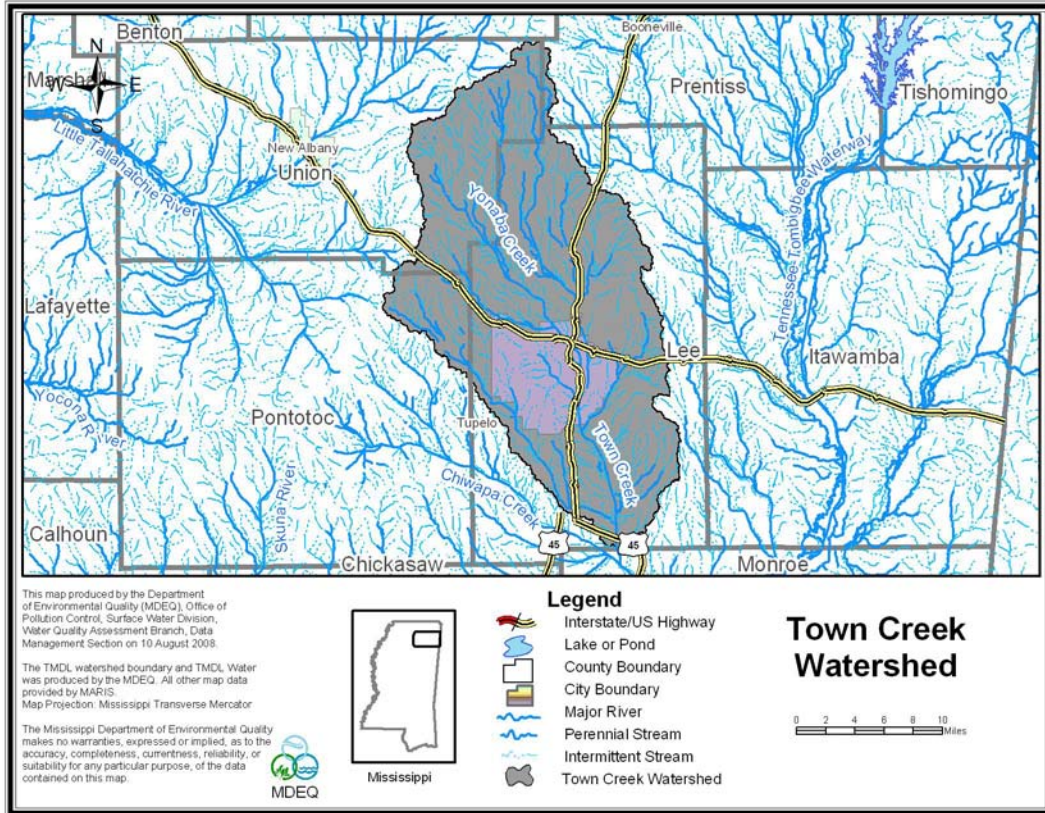 Benton
Booneville
N
Marshall
W
E
S
Prentiss
Tishomingo
Little Tallahatchie River
New Albany
Union
Yonaba Creek
Tennessee Tombigbee Waterway
Lafayette
Lee
Itawamba
Yocona River
Pontotoc
Tupelo
Town Creek
Chiwapa Creek
Skuna River
Calhoun
45
45
Chickasaw
Monroe
This map produced by the Department
of Environmental Quality (MDEQ), Office of
Pollution Control, Surface Water Division,
Water Quality Assessment Branch, Data
Management Section on 10 August 2008.
The TMDL watershed boundary and TMDL Water
was produced by the MDEQ. All other map data
provided by MARIS.
Map Projection: Mississippi Transverse Mercator
The Mississippi Department of Environmental Quality
makes no warranties, expressed or implied, as to the
accuracy, completeness, currentness, reliability, or
suitability for any particular purpose, of the data
contained on this map.
MDEQ
Mississippi
Legend
Interstate/US Highway
Lake or Pond
County Boundary
City Boundary
Major River
Perennial Stream
Intermittent Stream
Town Creek Watershed
Town Creek
Watershed
0 2 4 6 8 10
Miles